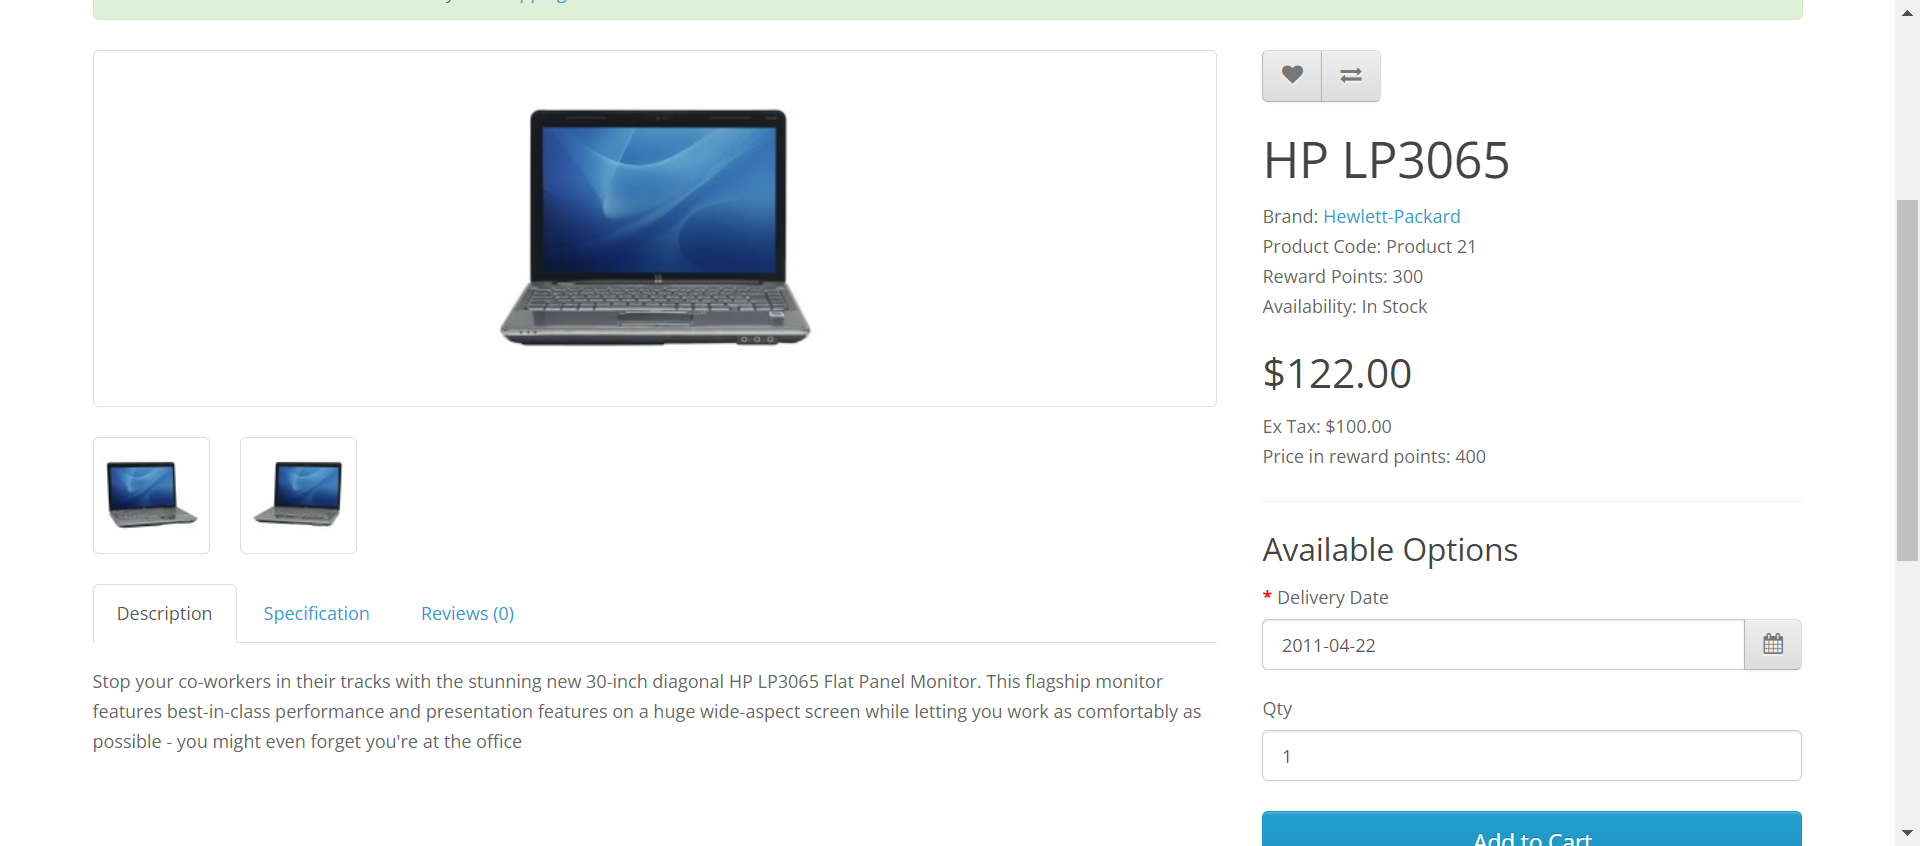 HP LP3065
Brand: Hewlett-Packard
Product Code: Product 21
Reward Points: 300
Availability: In Stock
$122.00
Ex Tax: $100.00
Price in reward points: 400
Available Options
* Delivery Date
2011-04-22
Qty
1
Add to Cart
Description
Specification
Reviews (0)
Stop your co-workers in their tracks with the stunning new 30-inch diagonal HP LP3065 Flat Panel Monitor. This flagship monitor
features best-in-class performance and presentation features on a huge wide-aspect screen while letting you work as comfortably as
possible - you might even forget you're at the office